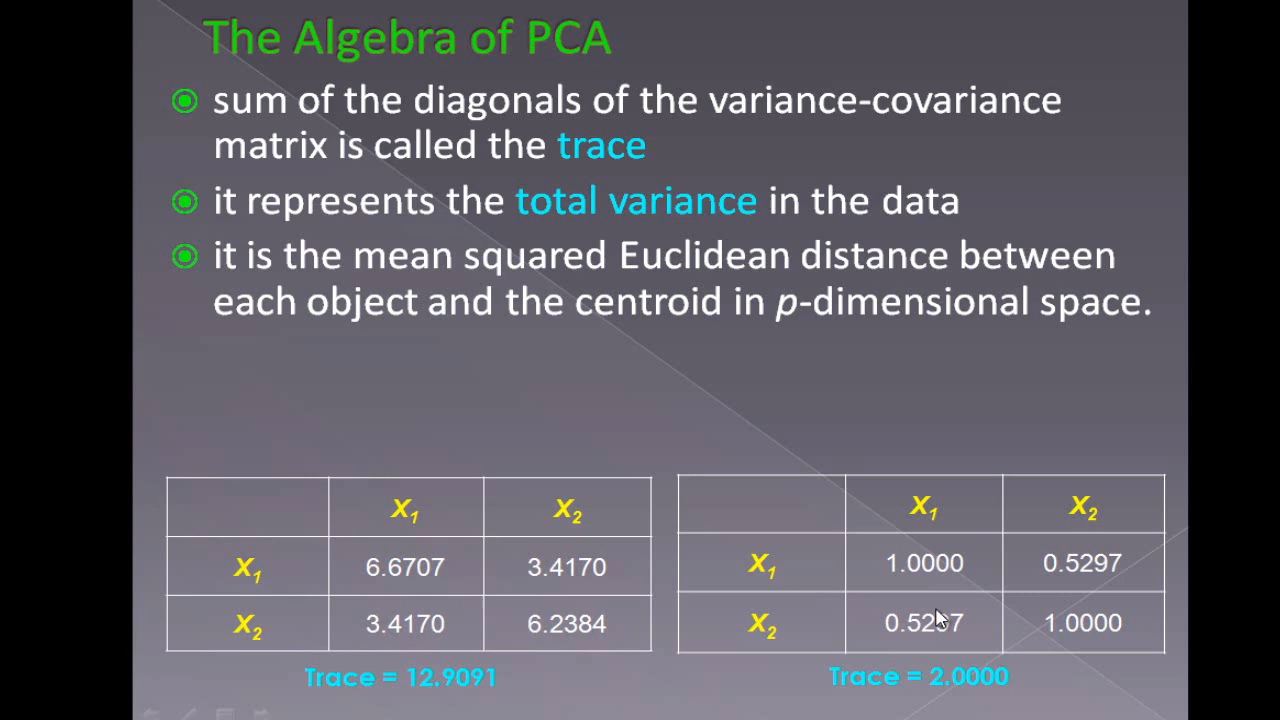 The Algebra of PCA
sum of the diagonals of the variance-covariance
matrix is called the trace
it represents the total variance in the data
it is the mean squared Euclidean distance between
each object and the centroid in p-dimensional space.
X1 X2
X1 6.6707 3.4170
X2 3.4170 6.2384
Trace = 12.9091
X1 X2
X1 1.0000 0.5297
X2 0.5297 1.0000
Trace = 2.0000